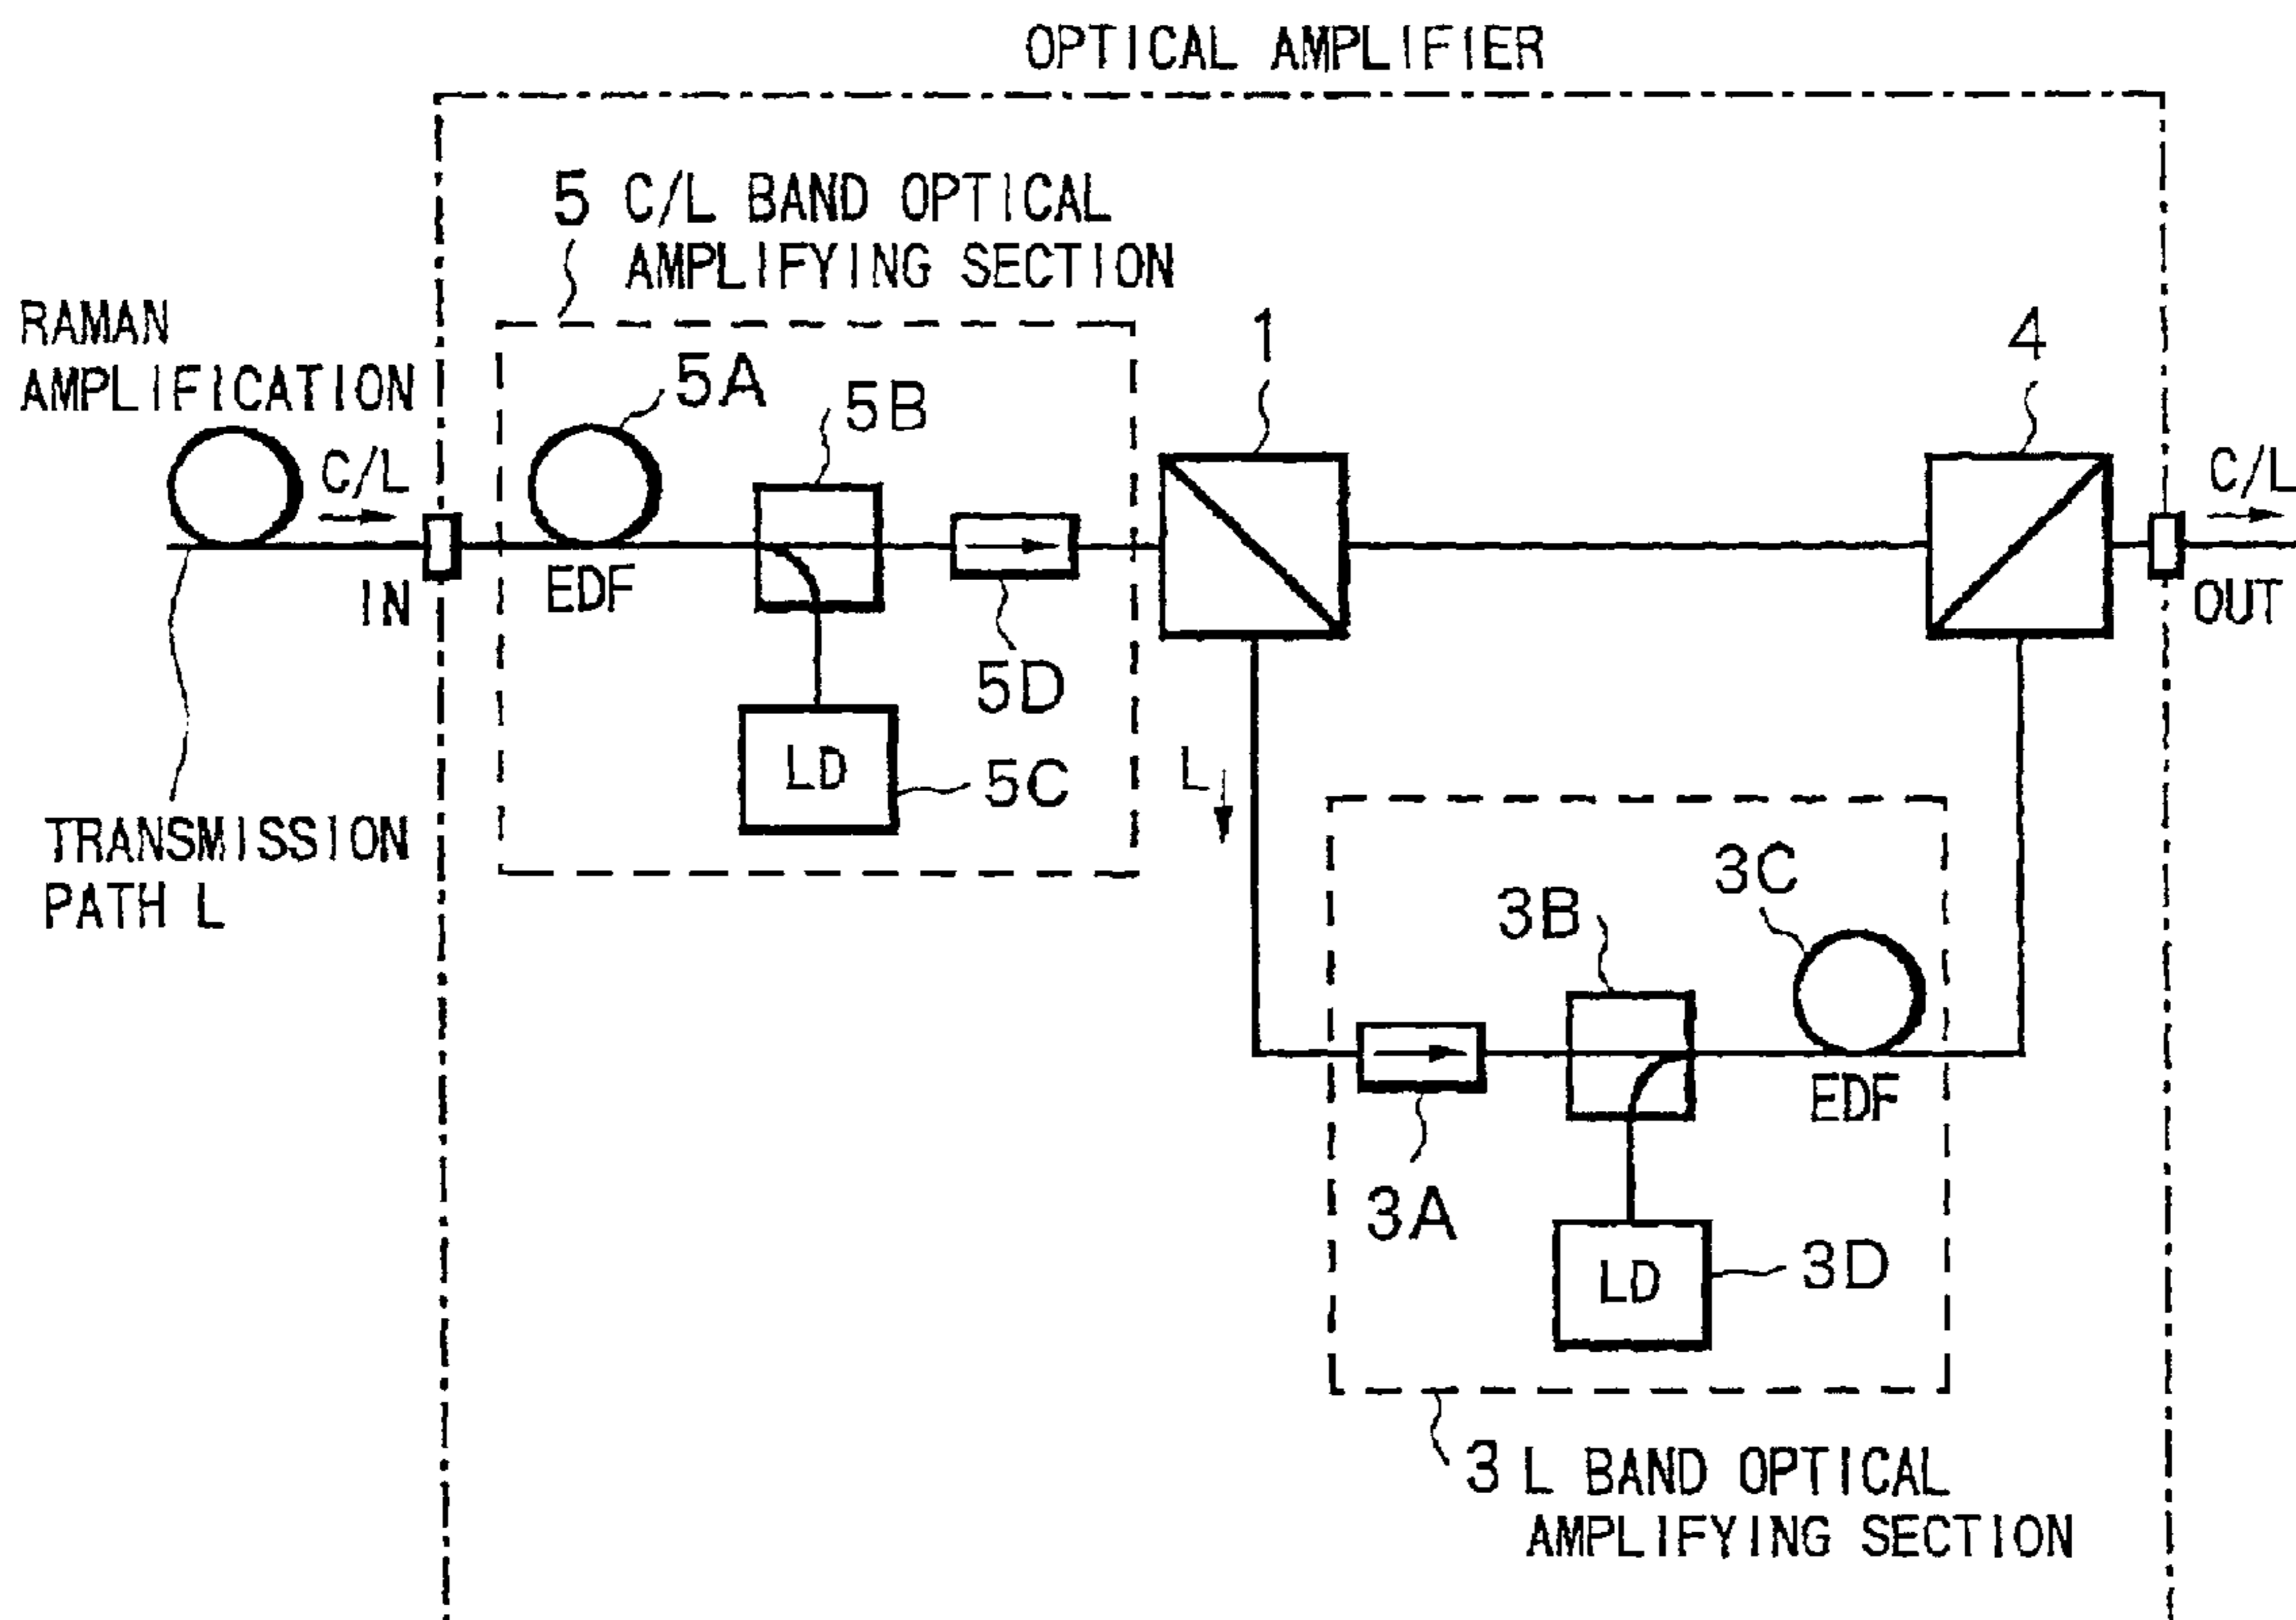 OPTICAL AMPLIFIER
5 C/L BAND OPTICAL
AMPLIFYING SECTION
RAMAN
AMPLIFICATION
C/L
IN
TRANSMISSION
PATH L
5A
EDF
5B
5D
LD
5C
1
4
C/L
OUT
L
3A
3B
3C
EDF
LD
3D
3 L BAND OPTICAL
AMPLIFYING SECTION